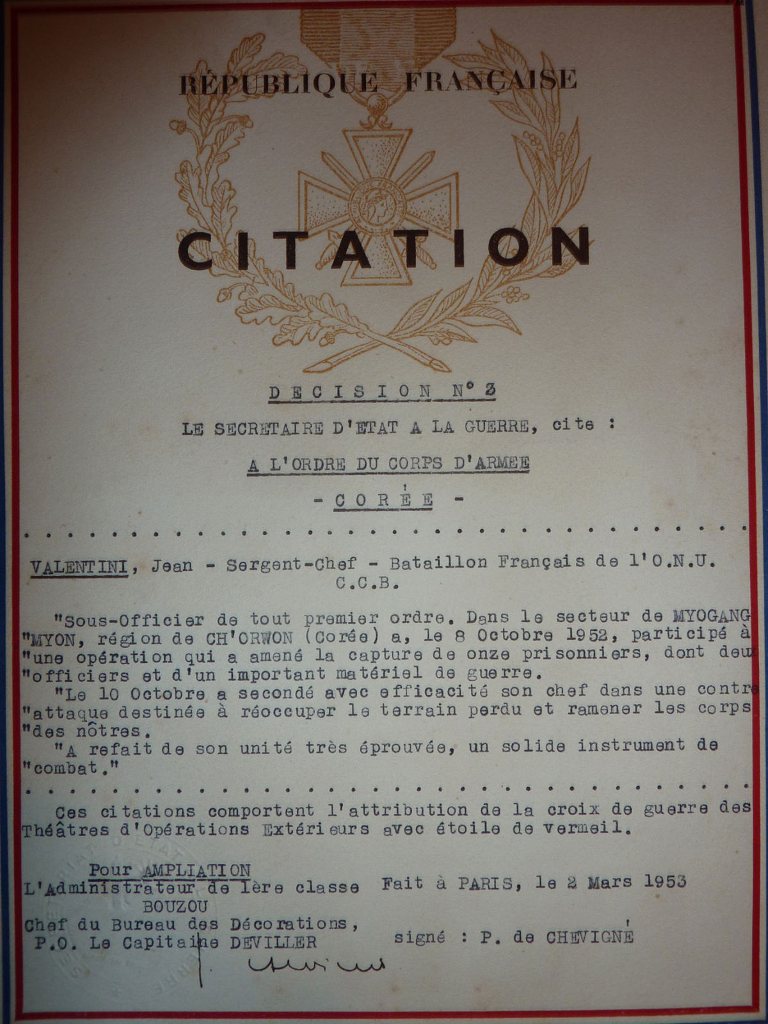 RÉPUBLIQUE FRANÇAISE
CITATION
DECISION N° 3
LE SECRETAIRE D'ETAT A LA GUERRE, cite :
A L'ORDRE DU CORPS D'ARMEE
- CORÉE -
VALENTINI, Jean - Sergent-Chef - Bataillon Français de l'O.N.U.
C.C.B.
"Sous-Officier de tout premier ordre. Dans le secteur de MYOGANG
"MYON, région de CH'ORWON (Corée) a, le 8 Octobre 1952, participé à
"une opération qui a amené la capture de onze prisonniers, dont deux
"officiers et d'un important matériel de guerre.
"Le 10 Octobre a secondé avec efficacité son chef dans une contr
"attaque destinée à réoccuper le terrain perdu et ramener les corps
"des nôtres.
"A refait de son unité très éprouvée, un solide instrument de
"combat."
Ces citations comportent l'attribution de la croix de guerre des
Théâtres d'Opérations Extérieurs avec étoile de vermeil.
Pour AMPLIATION
L'Administrateur de 1ère classe
BOUZOU
Chef du Bureau des Décorations,
P.O. Le Capitaine DEVILLER
Fait à PARIS, le 2 Mars 1953
signé : P. de CHEVIGNÉ